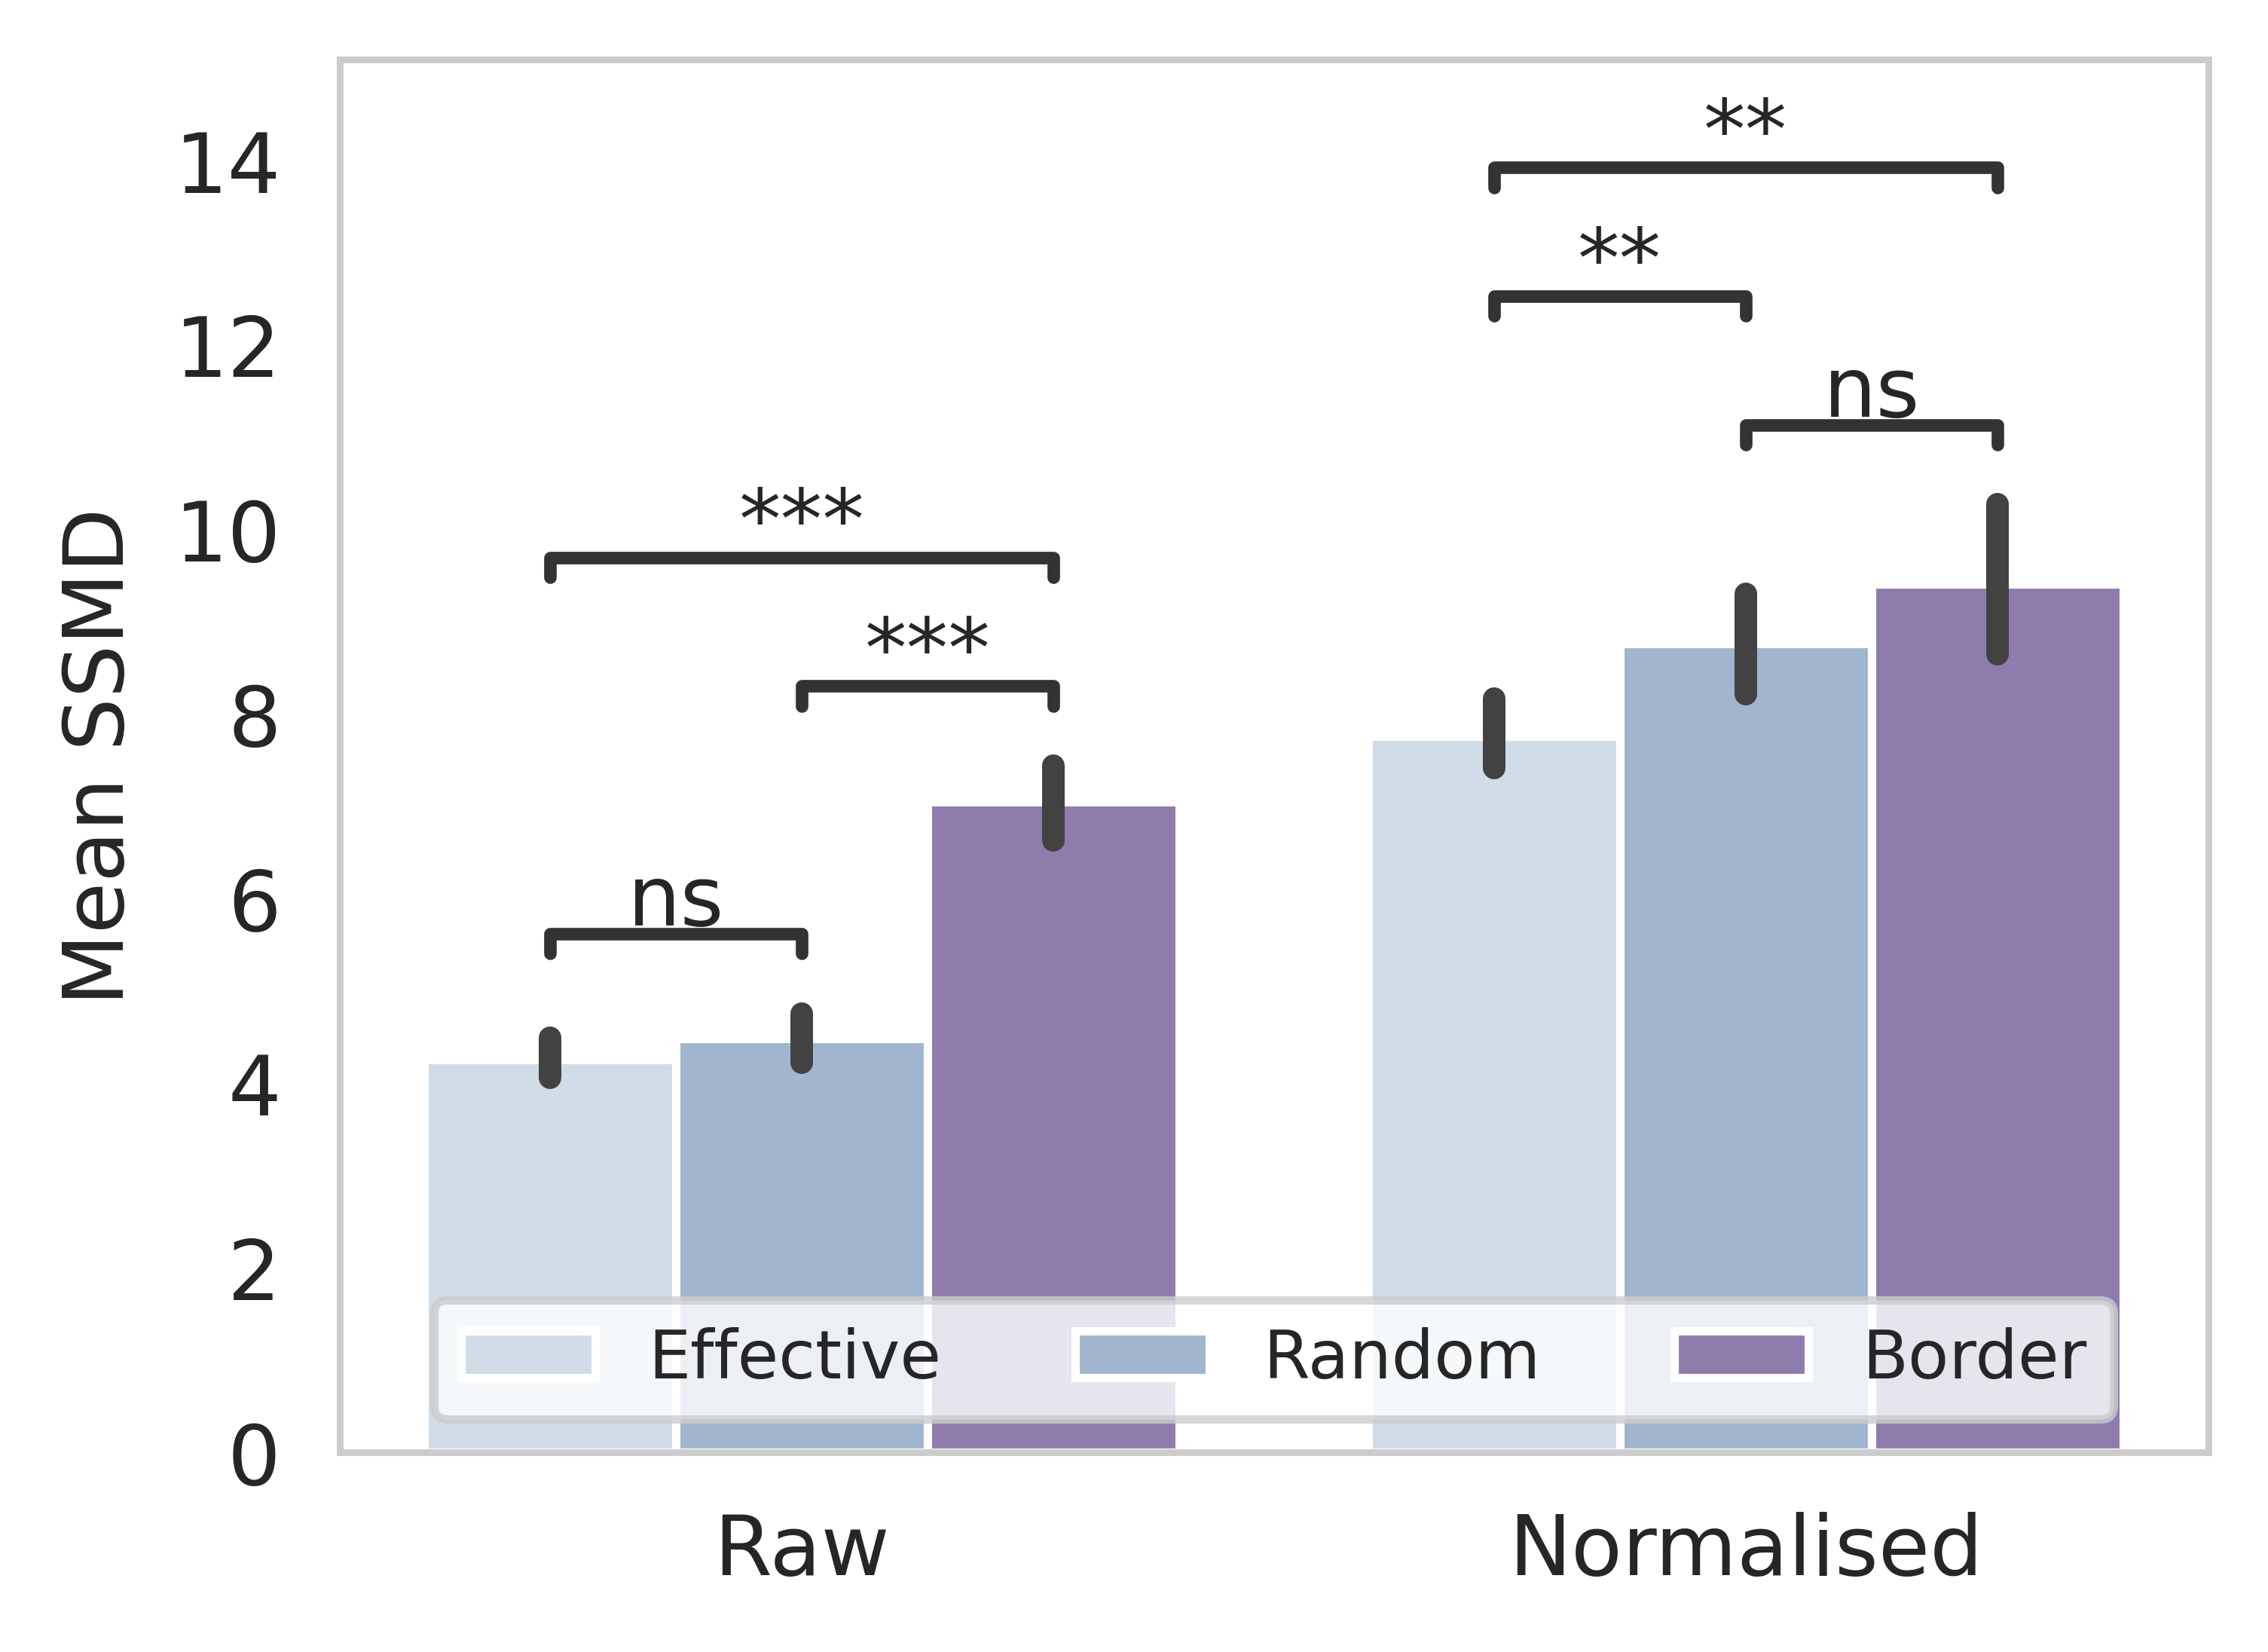 Mean SSMD
14
12
10
8
6
4
2
0
**
**
ns
***
***
ns
Effective Random Border
Raw Normalised